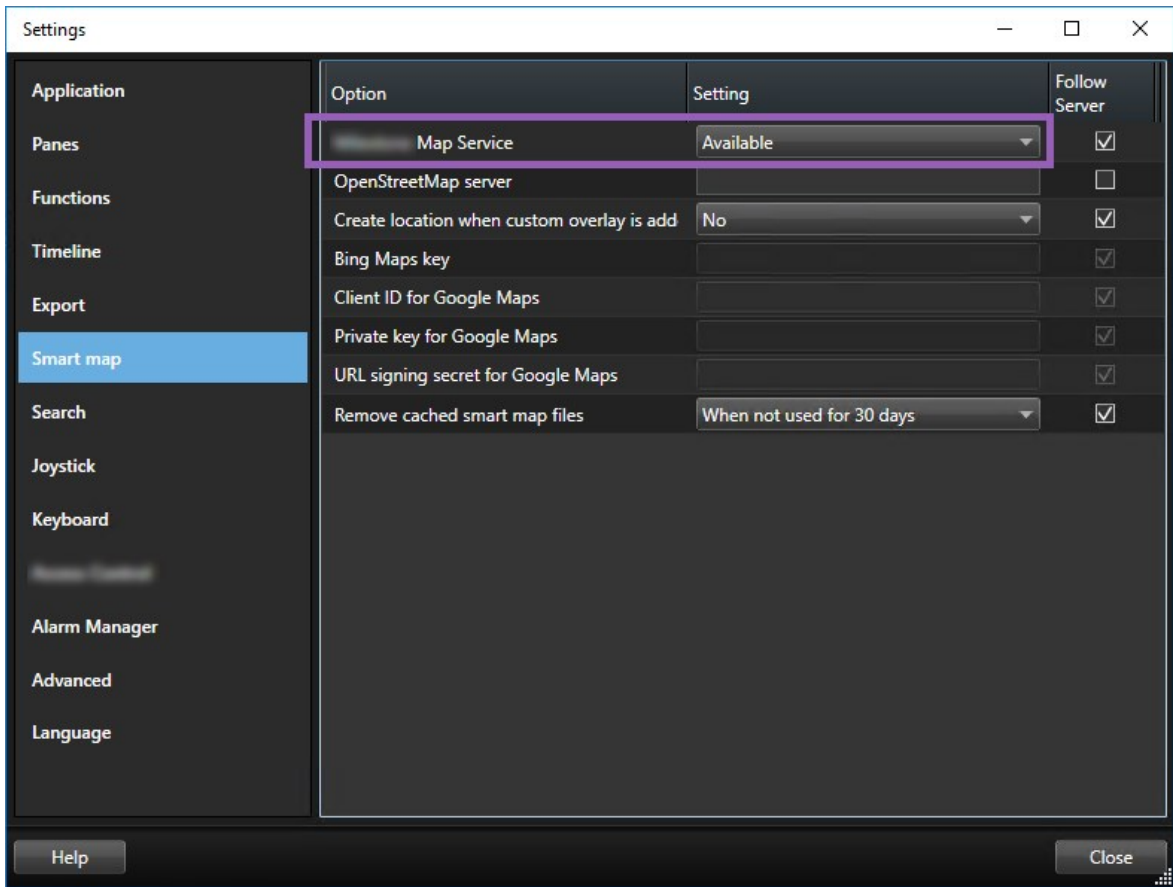 Settings
Application
Panes
Functions
Timeline
Export
Smart map
Search
Joystick
Keyboard
Alarm Manager
Advanced
Language
Option Setting Follow
Server
Map Service Available
OpenStreetMap server
Create location when custom overlay is add No
Bing Maps key
Client ID for Google Maps
Private key for Google Maps
URL signing secret for Google Maps
Remove cached smart map files When not used for 30 days
Help Close